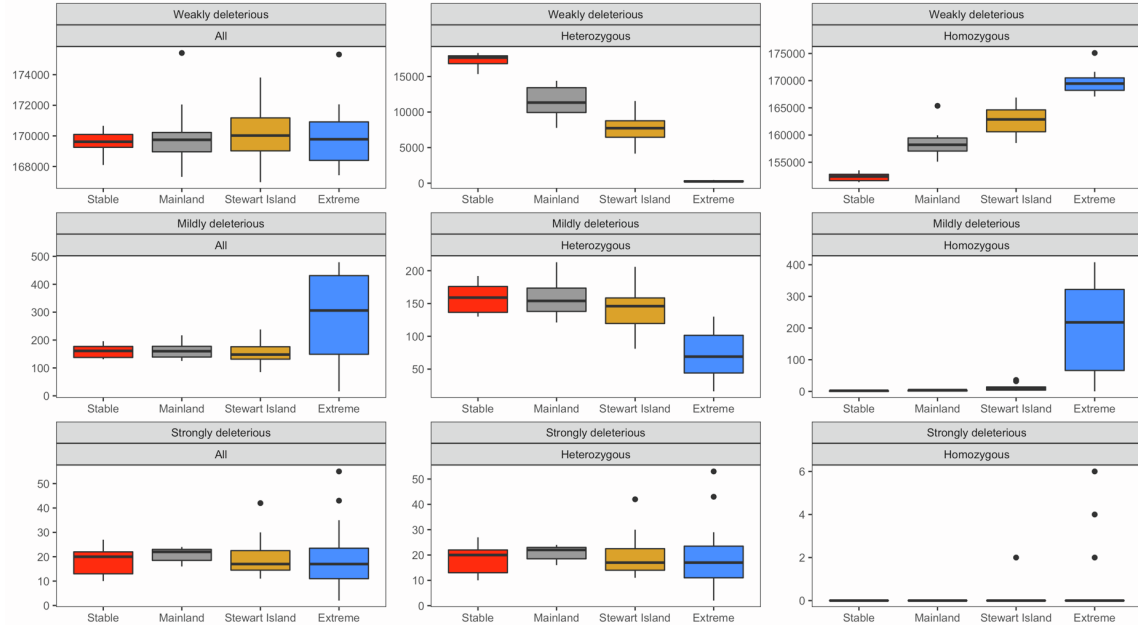 Weakly deleterious
All
174000
172000
170000
168000
Stable Mainland Stewart Island Extreme
Weakly deleterious
Heterozygous
15000
10000
5000
0
Stable Mainland Stewart Island Extreme
Weakly deleterious
Homozygous
175000
170000
165000
160000
155000
Stable Mainland Stewart Island Extreme
Mildly deleterious
All
500
400
300
200
100
0
Stable Mainland Stewart Island Extreme
Mildly deleterious
Heterozygous
200
150
100
50
Stable Mainland Stewart Island Extreme
Mildly deleterious
Homozygous
400
300
200
100
0
Stable Mainland Stewart Island Extreme
Strongly deleterious
All
50
40
30
20
10
0
Stable Mainland Stewart Island Extreme
Strongly deleterious
Heterozygous
50
40
30
20
10
0
Stable Mainland Stewart Island Extreme
Strongly deleterious
Homozygous
6
4
2
0
Stable Mainland Stewart Island Extreme